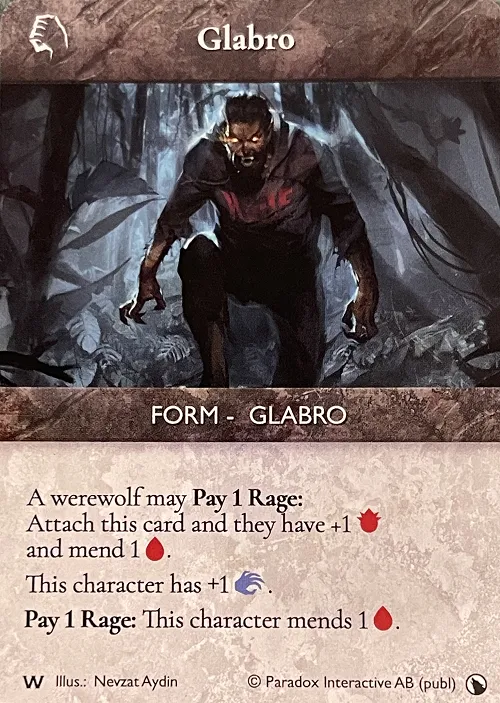 Glabro
FORM - GLABRO
A werewolf may Pay 1 Rage:
Attach this card and they have +1
and mend 1 .
This character has +1 .
Pay 1 Rage: This character mends 1 .
W Illus.: Nevzat Aydin © Paradox Interactive AB (publ)